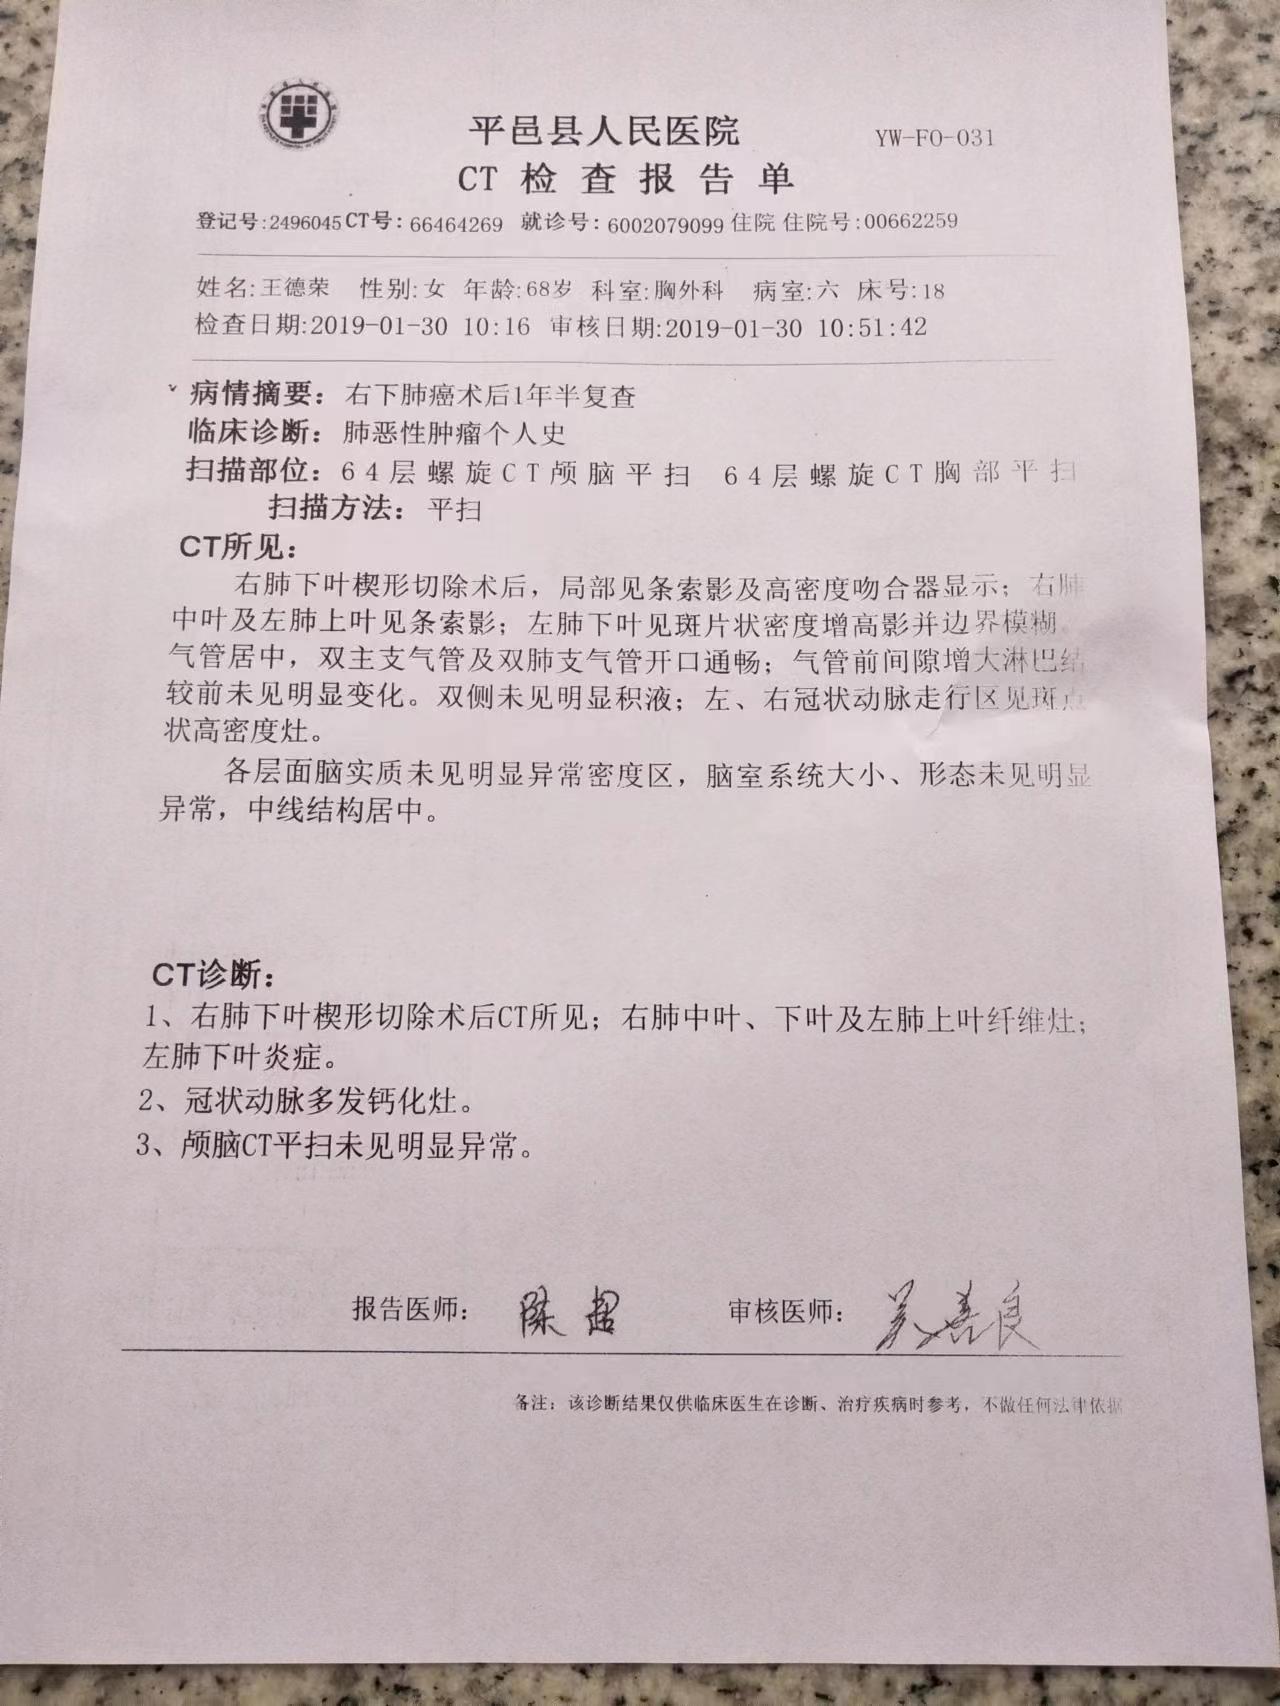 平邑县人民医院
YW-FO-031
CT 检查报告单
登记号:2496045 CT号: 66464269 就诊号: 6002079099 住院 住院号:00662259
姓名:王德荣 性别:女 年龄:68岁 科室:胸外科 病室:六 床号:18
检查日期:2019-01-30 10:16 审核日期:2019-01-30 10:51:42
病情摘要: 右下肺癌术后1年半复查
临床诊断: 肺恶性肿瘤个人史
扫描部位: 64层螺旋CT颅脑平扫 64层螺旋CT胸部平扫
扫描方法: 平扫
CT所见:
右肺下叶楔形切除术后，局部见条索影及高密度吻合器显示；右肺
中叶及左肺上叶见条索影；左肺下叶见斑片状密度增高影并边界模糊。
气管居中，双主支气管及双肺支气管开口通畅；气管前间隙增大淋巴结
较前未见明显变化。双侧未见明显积液；左、右冠状动脉走行区见斑点
状高密度灶。
各层面脑实质未见明显异常密度区，脑室系统大小、形态未见明显
异常，中线结构居中。
CT诊断:
1、右肺下叶楔形切除术后CT所见；右肺中叶、下叶及左肺上叶纤维灶；
左肺下叶炎症。
2、冠状动脉多发钙化灶。
3、颅脑CT平扫未见明显异常。
报告医师: 陈超 审核医师: 善良
备注: 该诊断结果仅供临床医生在诊断、治疗疾病时参考，不做任何法律依据